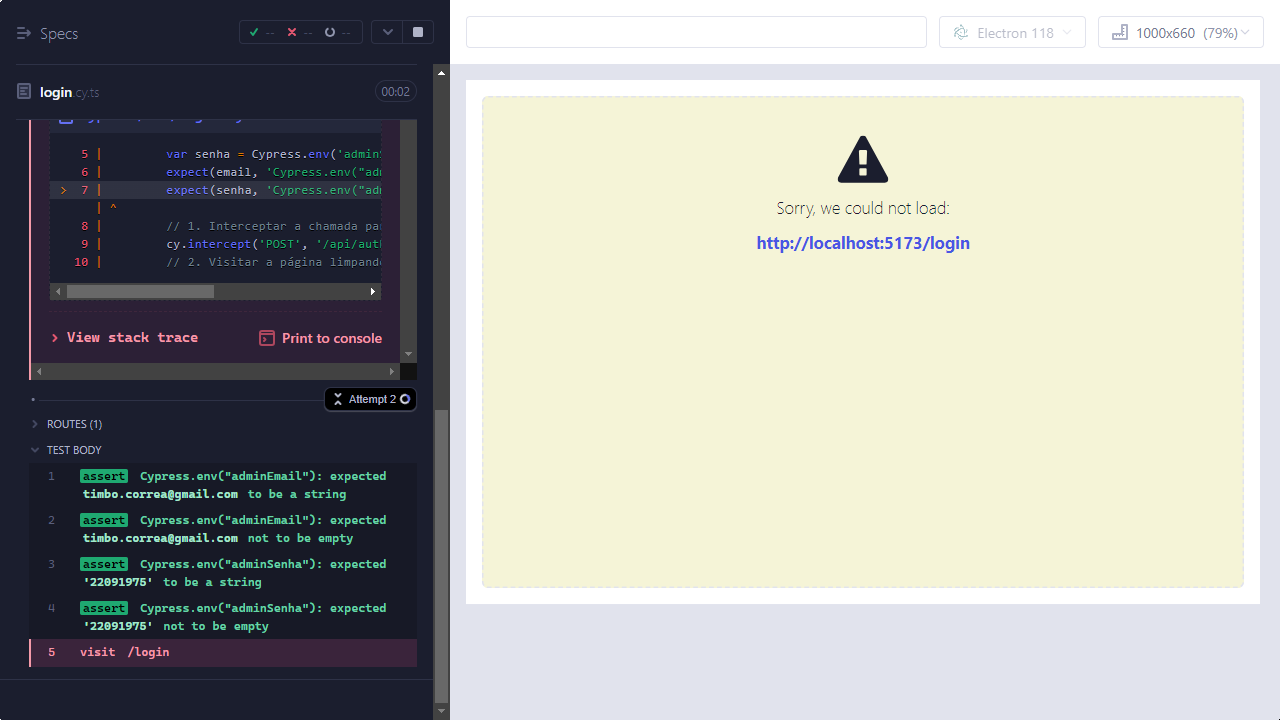 Specs
-- -- --
Electron 118
1000x660 (79%)
login.cy.ts
00:02
5 | var senha = Cypress.env('admin
6 | expect(email, 'Cypress.env("ad
> 7 | expect(senha, 'Cypress.env("ad
| ^
8 | // 1. Interceptar a chamada pa
9 | cy.intercept('POST', '/api/aut
10 | // 2. Visitar a página limpand
View stack trace
Print to console
Attempt 2
ROUTES (1)
TEST BODY
1 assert Cypress.env("adminEmail"): expected
timbo.correa@gmail.com to be a string
2 assert Cypress.env("adminEmail"): expected
timbo.correa@gmail.com not to be empty
3 assert Cypress.env("adminSenha"): expected
'22091975' to be a string
4 assert Cypress.env("adminSenha"): expected
'22091975' not to be empty
5 visit /login
Sorry, we could not load:
http://localhost:5173/login